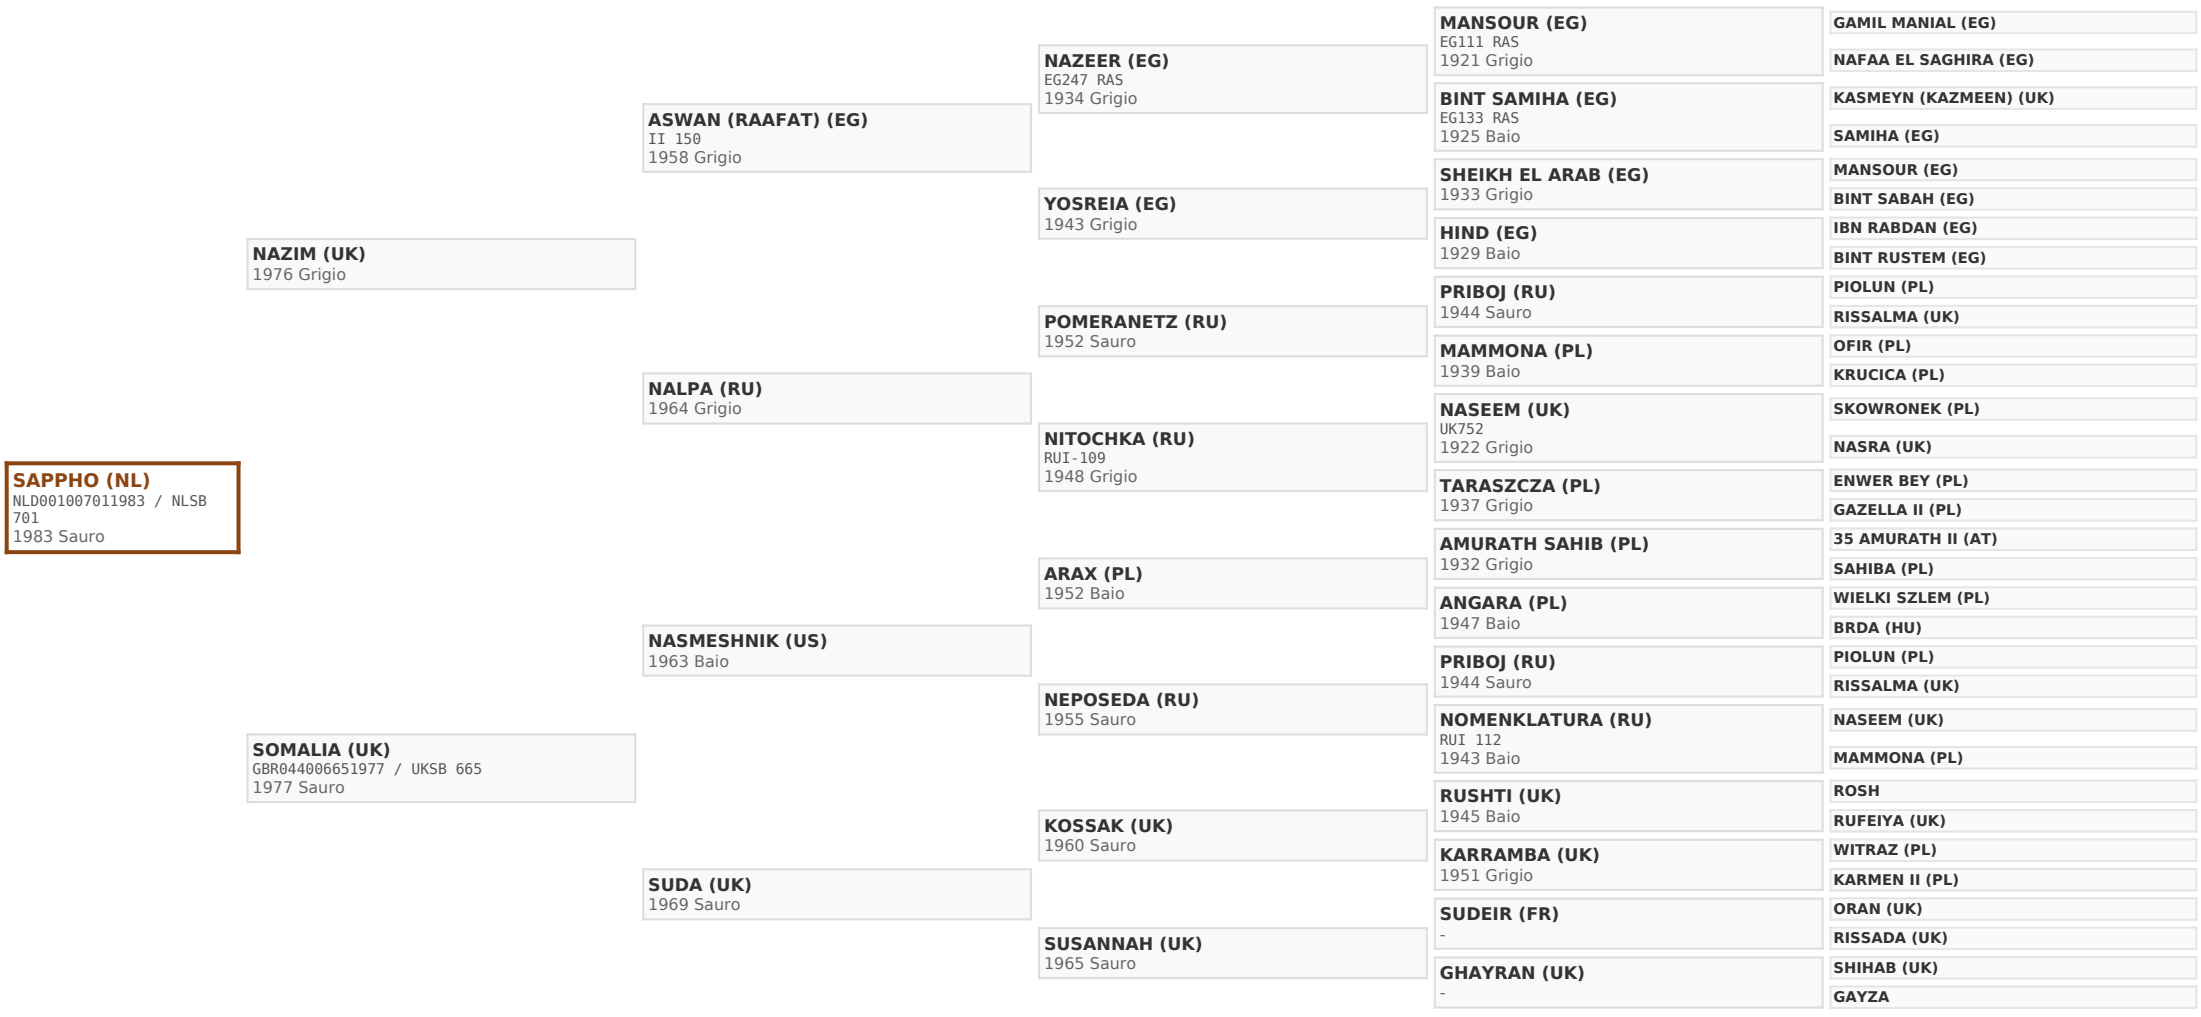 SAPPHO (NL)
NLD001007011983 / NLSB
701
1983 Sauro
NAZIM (UK)
1976 Grigio
SOMALIA (UK)
GBR044006651977 / UKSB 665
1977 Sauro
ASWAN (RAAFAT) (EG)
II 150
1958 Grigio
NALPA (RU)
1964 Grigio
NASMESHNIK (US)
1963 Baio
SUDA (UK)
1969 Sauro
NAZEER (EG)
EG247 RAS
1934 Grigio
YOSREIA (EG)
1943 Grigio
POMERANETZ (RU)
1952 Sauro
NITOCHKA (RU)
RUI-109
1948 Grigio
ARAX (PL)
1952 Baio
NEPOSEDA (RU)
1955 Sauro
KOSSAK (UK)
1960 Sauro
SUSANNAH (UK)
1965 Sauro
MANSOUR (EG)
EG111 RAS
1921 Grigio
BINT SAMIHA (EG)
EG133 RAS
1925 Baio
SHEIKH EL ARAB (EG)
1933 Grigio
HIND (EG)
1929 Baio
PRIBOJ (RU)
1944 Sauro
MAMMONA (PL)
1939 Baio
NASEEM (UK)
UK752
1922 Grigio
TARASZCZA (PL)
1937 Grigio
AMURATH SAHIB (PL)
1932 Grigio
ANGARA (PL)
1947 Baio
PRIBOJ (RU)
1944 Sauro
NOMENKLATURA (RU)
RUI 112
1943 Baio
RUSHTI (UK)
1945 Baio
KARRAMBA (UK)
1951 Grigio
SUDEIR (FR)
-
GHAYRAN (UK)
-
GAMIL MANIAL (EG)
NAFAA EL SAGHIRA (EG)
KASMEYN (KAZMEEN) (UK)
SAMIHA (EG)
MANSOUR (EG)
BINT SABAH (EG)
IBN RABDAN (EG)
BINT RUSTEM (EG)
PIOLUN (PL)
RISSALMA (UK)
OFIR (PL)
KRUCICA (PL)
SKOWRONEK (PL)
NASRA (UK)
ENWER BEY (PL)
GAZELLA II (PL)
35 AMURATH II (AT)
SAHIBA (PL)
WIELKI SZLEM (PL)
BRDA (HU)
PIOLUN (PL)
RISSALMA (UK)
NASEEM (UK)
MAMMONA (PL)
ROSH
RUFEIYA (UK)
WITRAZ (PL)
KARMEN II (PL)
ORAN (UK)
RISSADA (UK)
SHIHAB (UK)
GAYZA